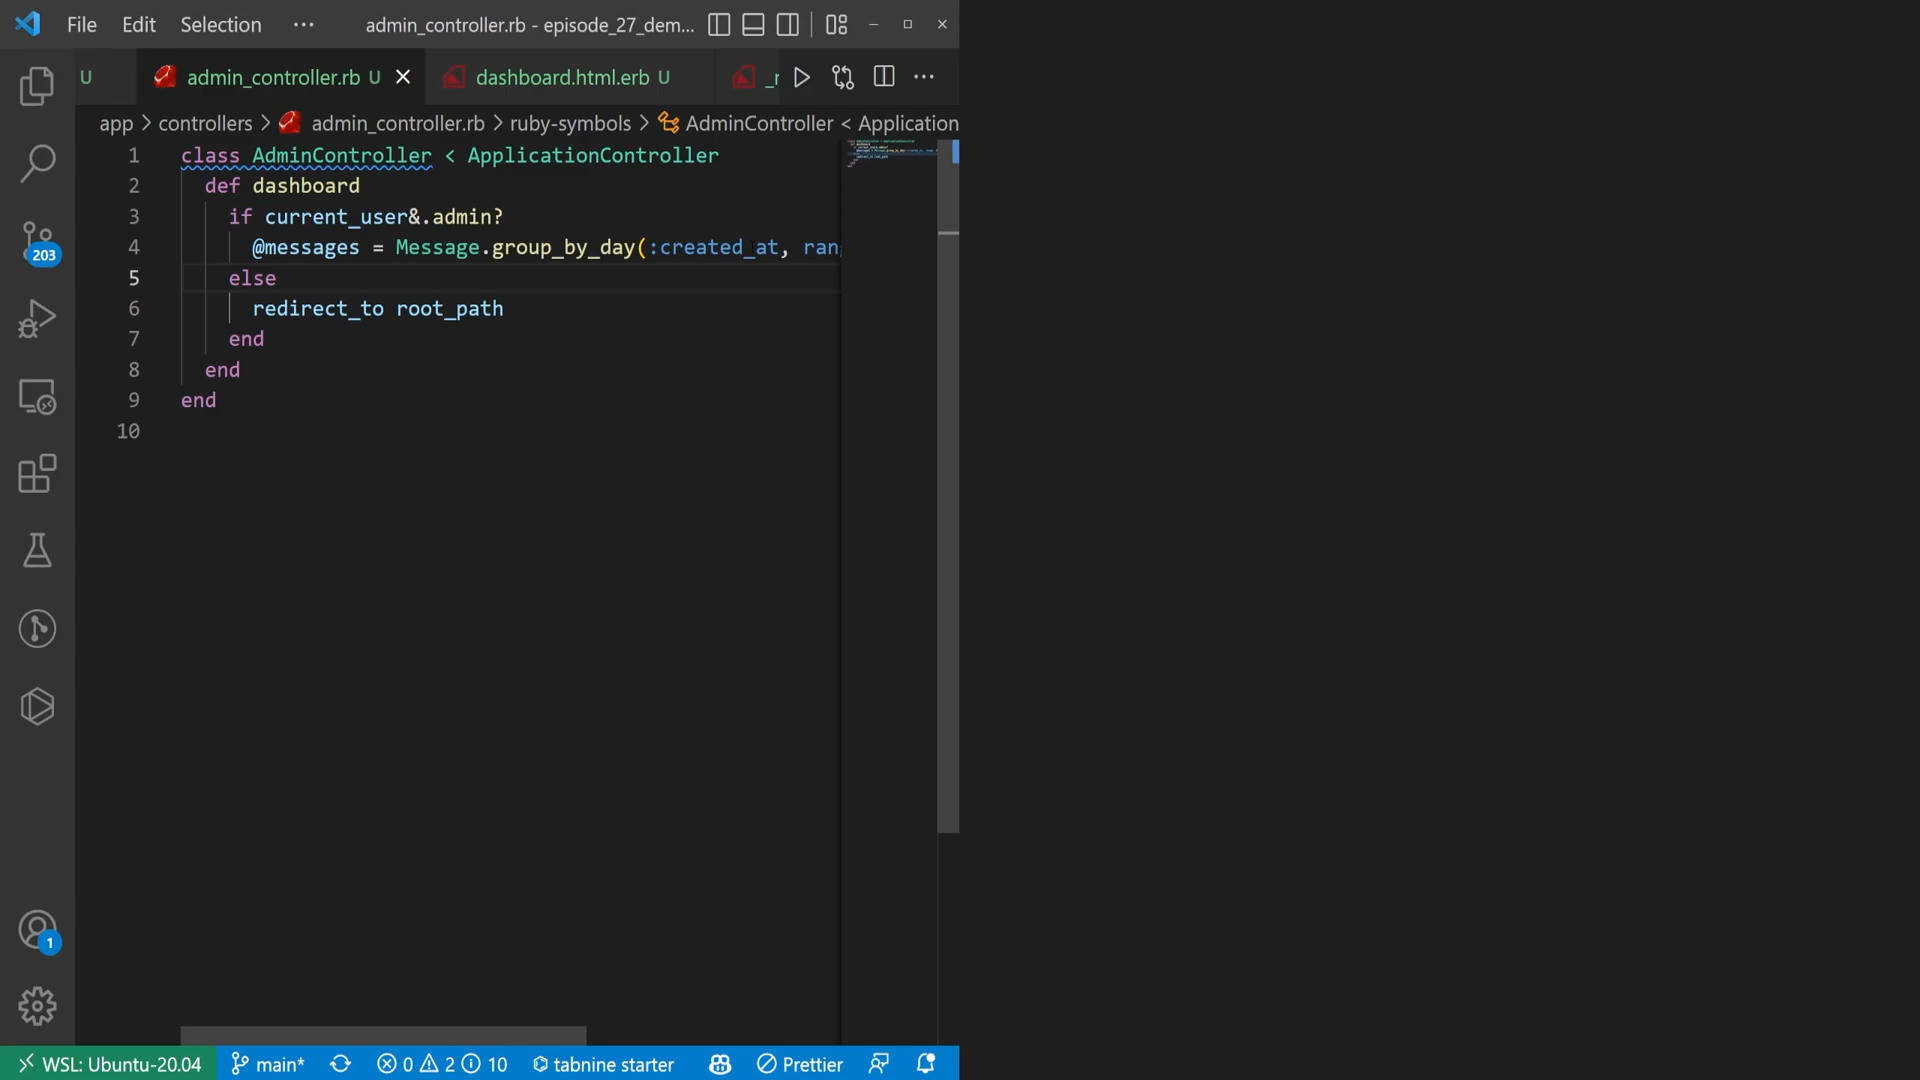 File Edit Selection ··· admin_controller.rb - episode_27_dem...
U admin_controller.rb U dashboard.html.erb U _r ···
app > controllers > admin_controller.rb > ruby-symbols > AdminController < Application
1 class AdminController < ApplicationController
2 def dashboard
3 if current_user&.admin?
4 @messages = Message.group_by_day(:created_at, ran
5 else
6 redirect_to root_path
7 end
8 end
9 end
10
203
1
WSL: Ubuntu-20.04 main* 0 2 10 tabnine starter Prettier